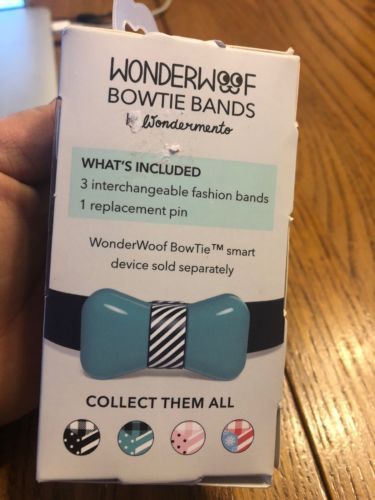 WONDERWOOF
BOWTIE BANDS
by Wondermento
WHAT'S INCLUDED
3 interchangeable fashion bands
1 replacement pin
WonderWoof BowTie™ smart
device sold separately
COLLECT THEM ALL